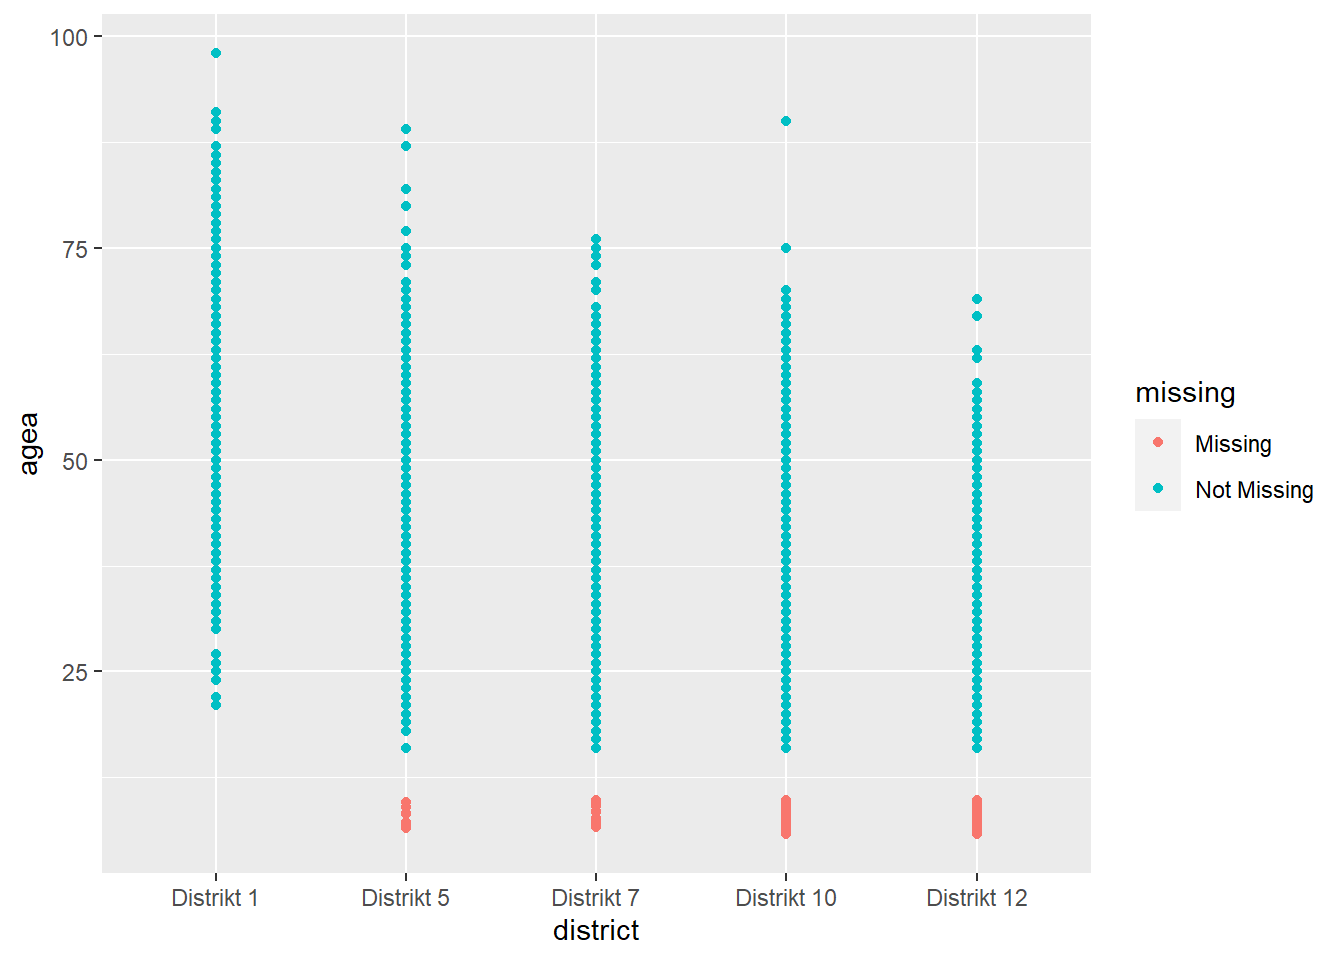 100
75
50
25
agea
Distrikt 1
Distrikt 5
Distrikt 7
Distrikt 10
Distrikt 12
district
missing
Missing
Not Missing